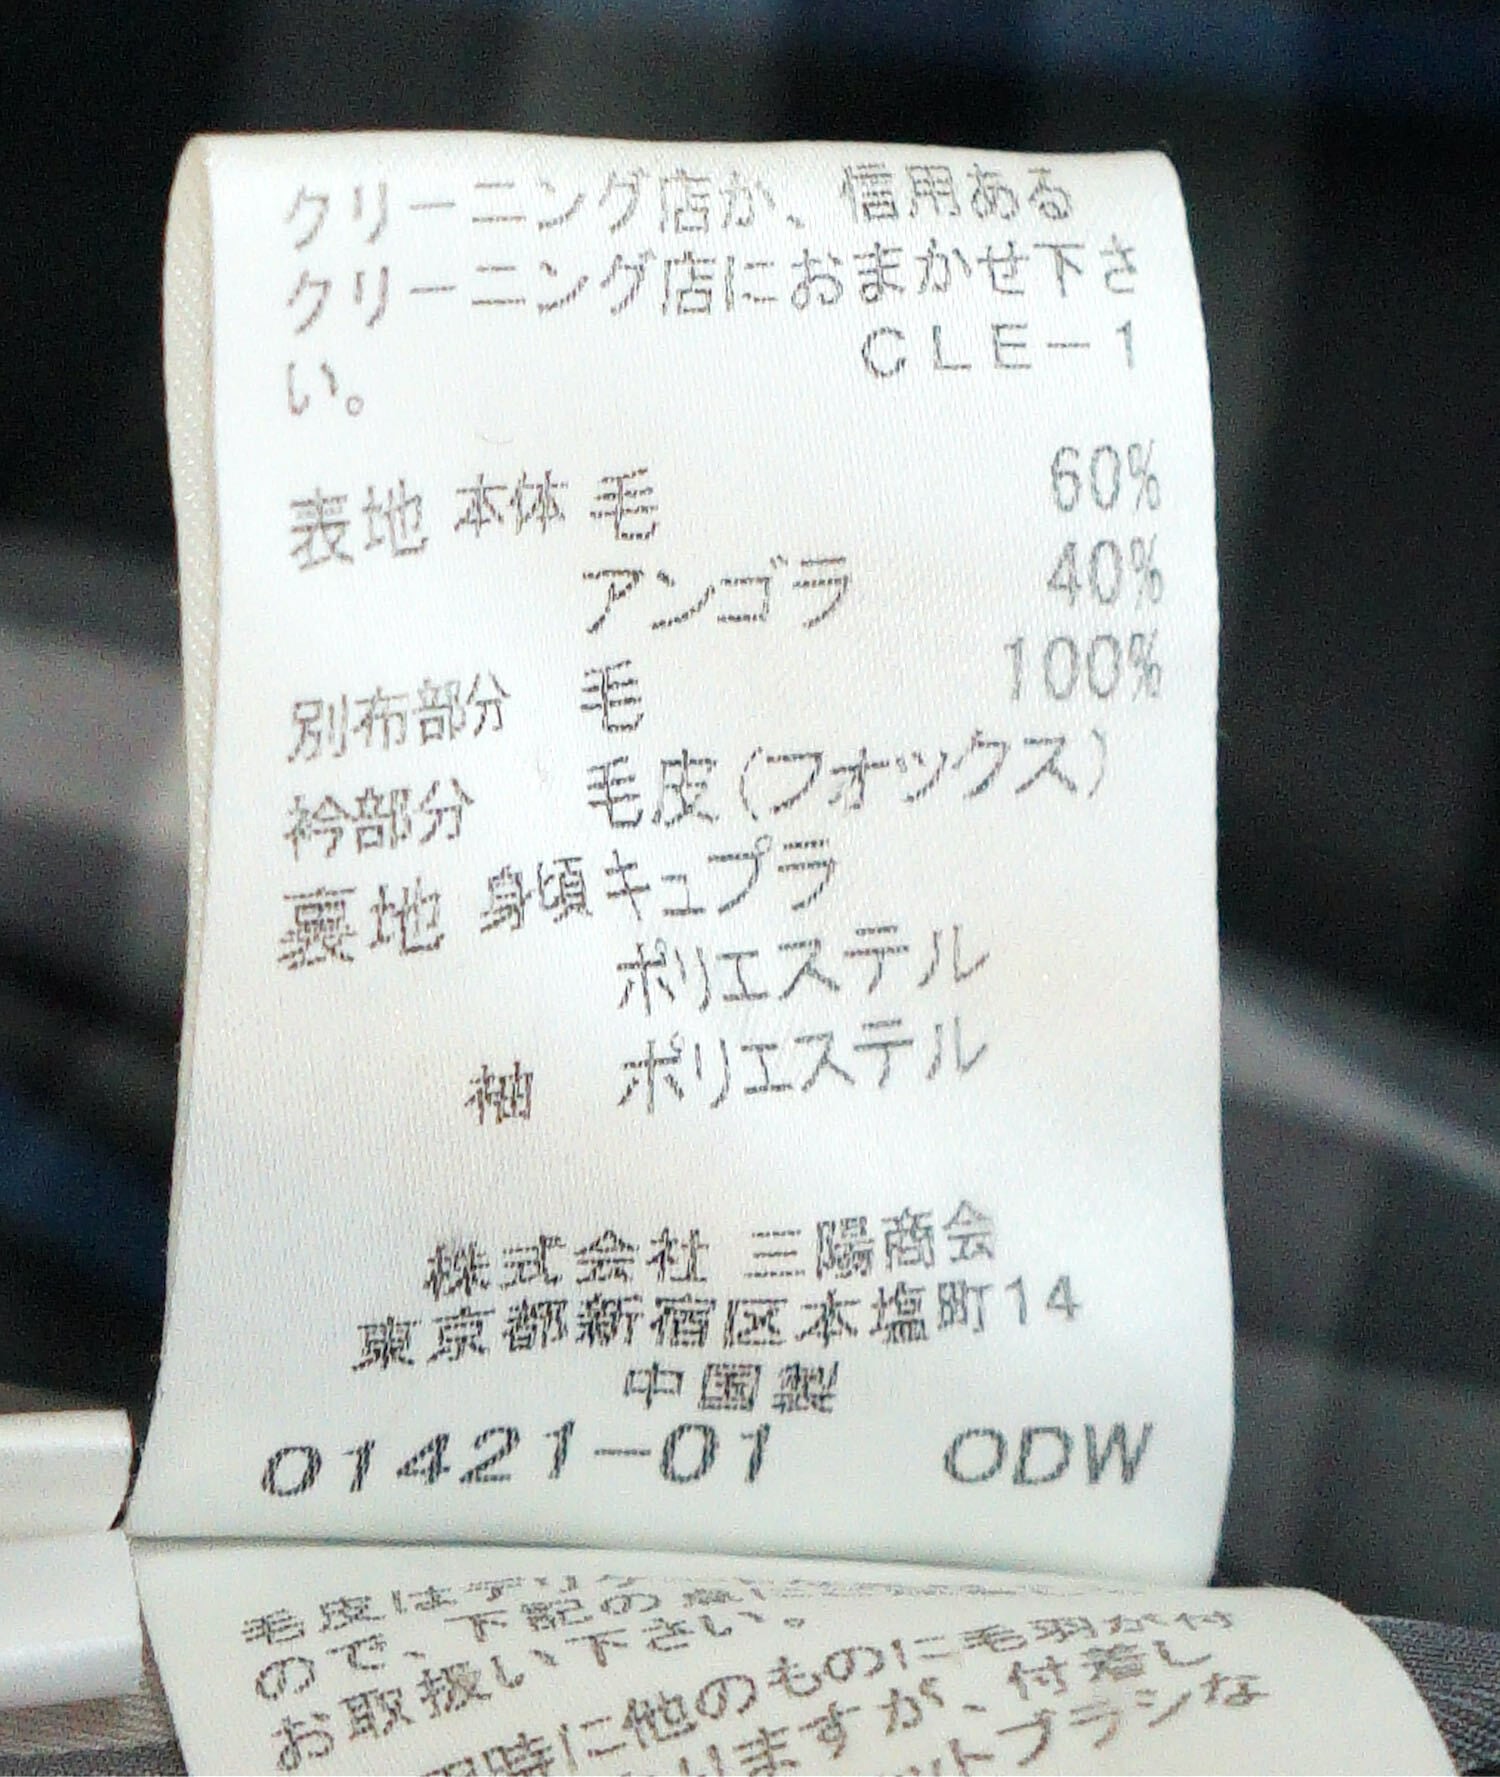 クリーニング店か、信用ある
クリーニング店におまかせ下さ
い。 CLE-1
表地 本体 毛 60%
アンゴラ 40%
別布部分 毛 100%
衿部分 毛皮(フォックス)
裏地 身頃 キュプラ
ポリエステル
袖 ポリエステル
株式会社 三陽商会
東京都新宿区本塩町14
中国製
01421-01 ODW
毛皮は
ので、下記の
お取扱い下さい。
時に他のものに毛羽が付
りますが、付着し
ットブラシな